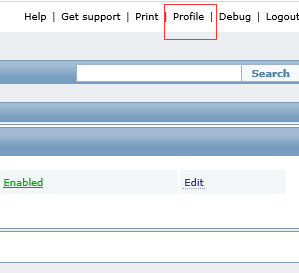 Help | Get support | Print | Profile | Debug | Logout
Search
Enabled Edit